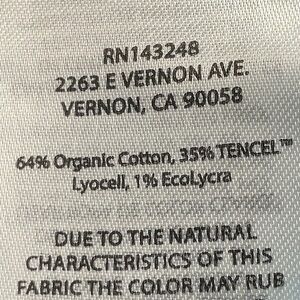 RN143248
2263 E VERNON AVE.
VERNON, CA 90058
64% Organic Cotton, 35% TENCEL™
Lyocell, 1% EcoLycra
DUE TO THE NATURAL
CHARACTERISTICS OF THIS
FABRIC THE COLOR MAY RUB